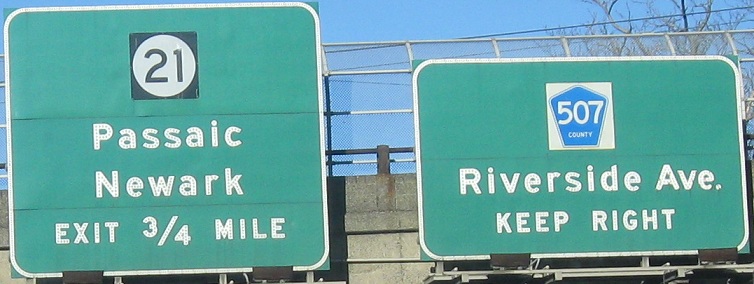 21
Passaic
Newark
EXIT 3/4 MILE
507
COUNTY
Riverside Ave.
KEEP RIGHT